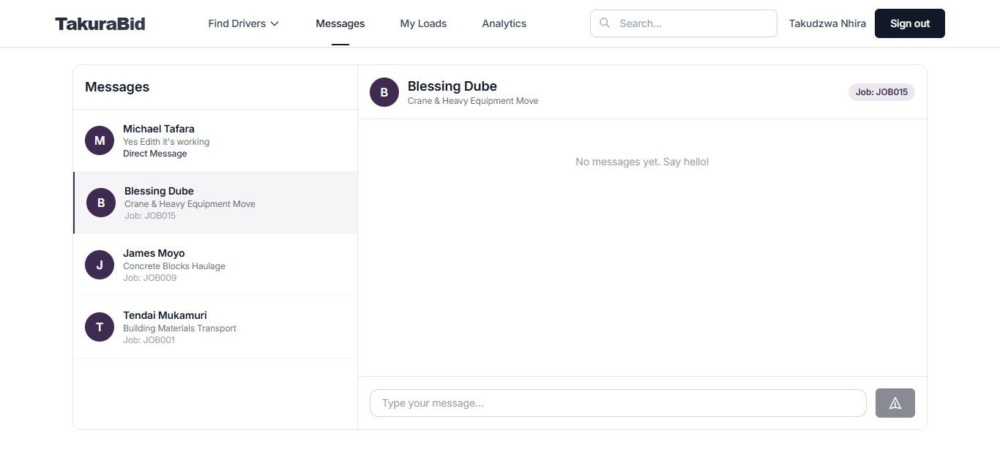 TakuraBid
Find Drivers
Messages
My Loads
Analytics
Search...
Takudzwa Nhira
Sign out
Messages
M
Michael Tafara
Yes Edith it's working
Direct Message
B
Blessing Dube
Crane & Heavy Equipment Move
Job: JOB015
J
James Moyo
Concrete Blocks Haulage
Job: JOB009
T
Tendai Mukamuri
Building Materials Transport
Job: JOB001
B
Blessing Dube
Crane & Heavy Equipment Move
Job: JOB015
No messages yet. Say hello!
Type your message...